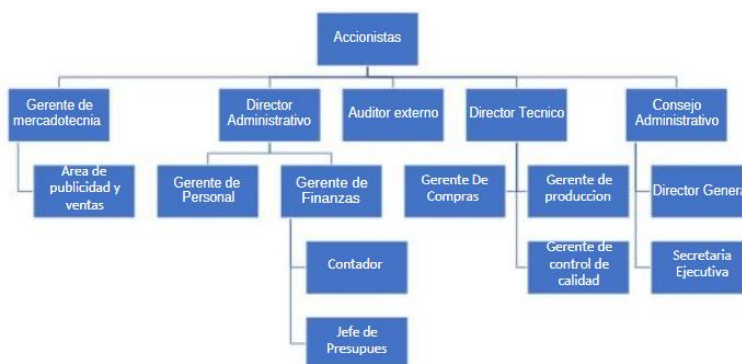 Accionistas
Gerente de
mercadotecnia
Director
Administrativo
Auditor externo
Director Tecnico
Consejo
Administrativo
Area de
publicidad y
ventas
Gerente de
Personal
Gerente de
Finanzas
Gerente De
Compras
Gerente de
produccion
Director Genera
Contador
Gerente de
control de
calidad
Secretaria
Ejecutiva
Jefe de
Presupues